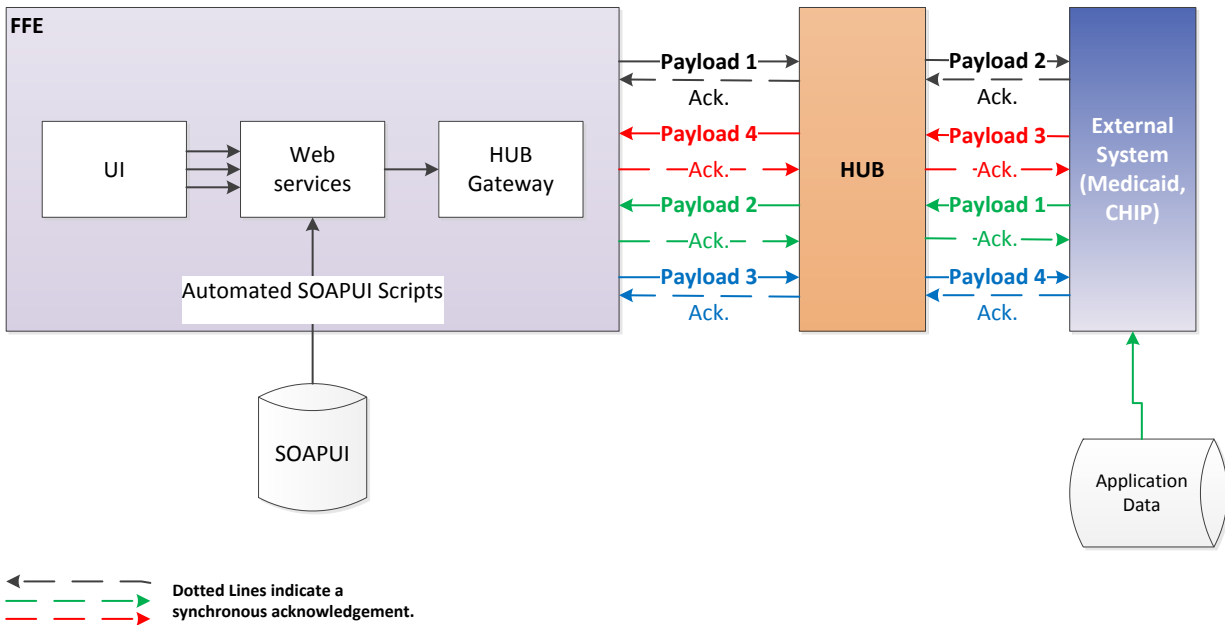 FFE
UI
Web
services
HUB
Gateway
Automated SOAPUI Scripts
SOAPUI
Payload 1
Ack.
Payload 4
Ack.
Payload 2
Ack.
Payload 3
Ack.
HUB
Payload 2
Ack.
Payload 3
Ack.
Payload 1
Ack.
Payload 4
Ack.
External
System
(Medicaid,
CHIP)
Application
Data
Dotted Lines indicate a
synchronous acknowledgement.